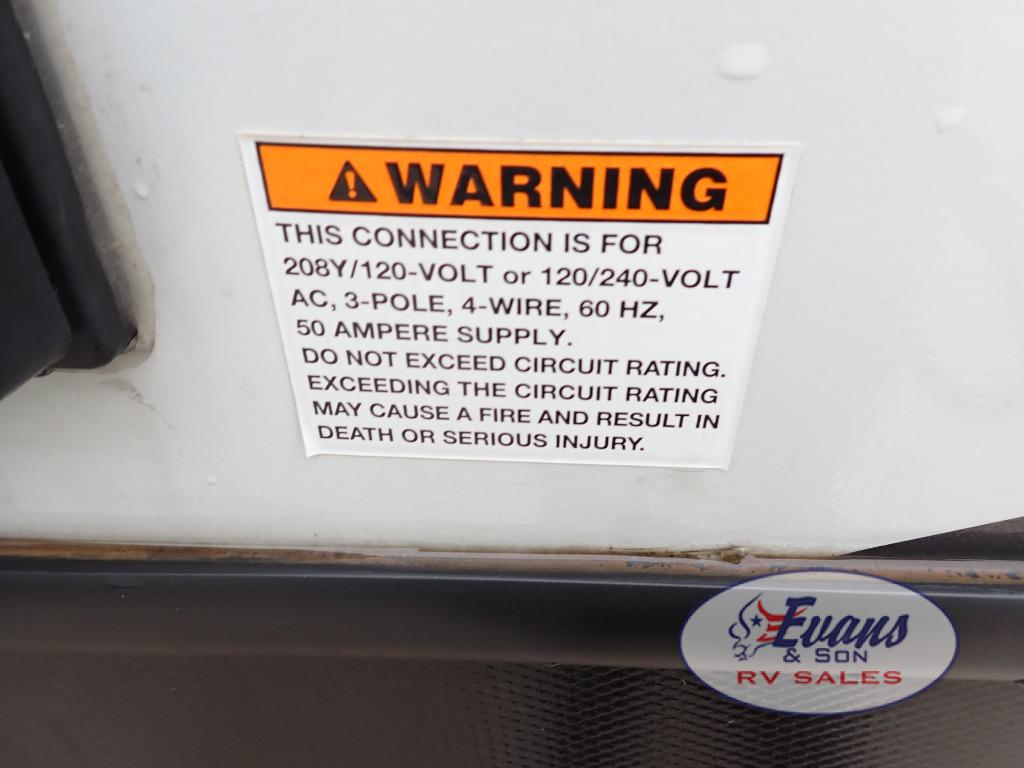 WARNING
THIS CONNECTION IS FOR
208Y/120-VOLT or 120/240-VOLT
AC, 3-POLE, 4-WIRE, 60 HZ,
50 AMPERE SUPPLY.
DO NOT EXCEED CIRCUIT RATING.
EXCEEDING THE CIRCUIT RATING
MAY CAUSE A FIRE AND RESULT IN
DEATH OR SERIOUS INJURY.
Evans
& SON
RV SALES